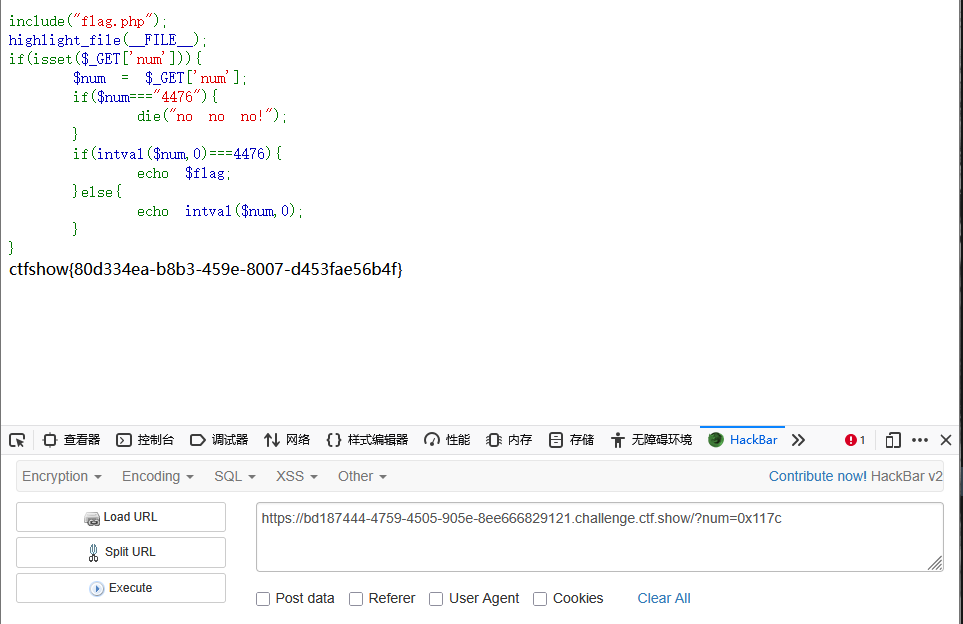 include("flag.php");
highlight_file(__FILE__);
if(isset($_GET['num'])){
$num = $_GET['num'];
if($num==="4476"){
die("no no no!");
}
if(intval($num,0)===4476){
echo $flag;
}else{
echo intval($num,0);
}
}
ctfshow{80d334ea-b8b3-459e-8007-d453fae56b4f}
查看器 控制台 调试器 网络 样式编辑器 性能 内存 存储 无障碍环境 HackBar 1
Encryption Encoding SQL XSS Other Contribute now! HackBar v2
Load URL
https://bd187444-4759-4505-905e-8ee666829121.challenge.ctf.show/?num=0x117c
Split URL
Execute
Post data Referer User Agent Cookies Clear All